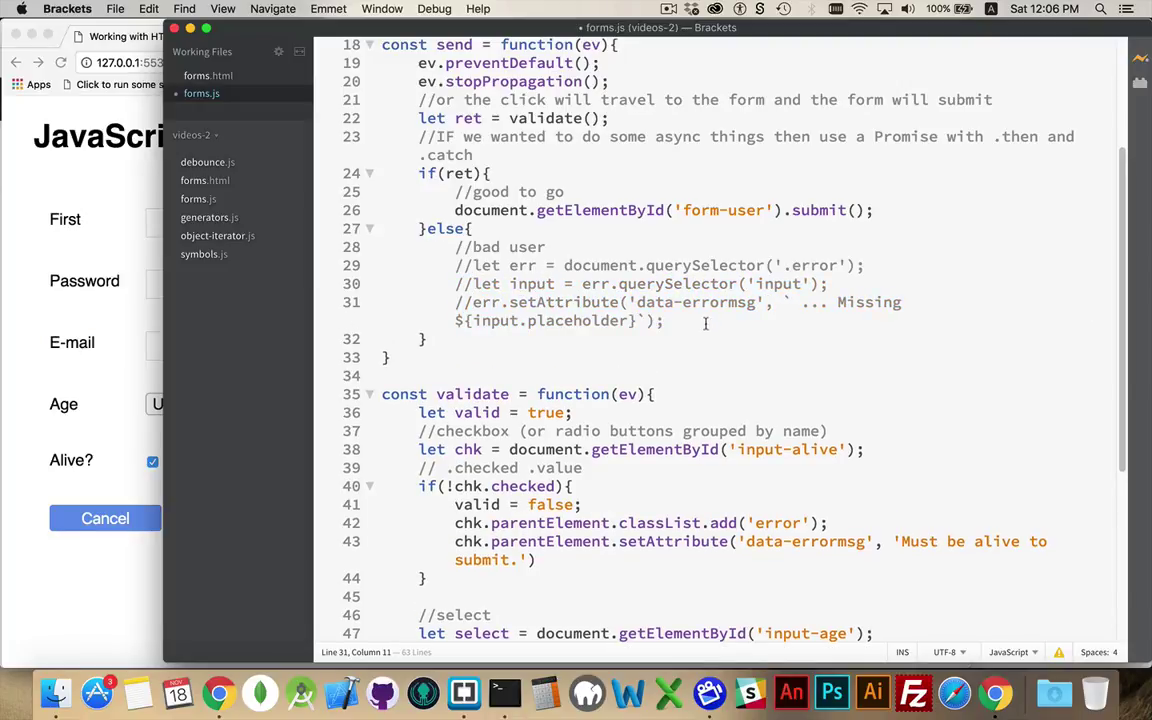 Brackets File Edit Find View Navigate Emmet Window Debug Help 100% Sat 12:06 PM
Working with HT
127.0.0.1:553
Apps Click to run some s
JavaScri
First
Password
E-mail
Age U
Alive?
Cancel
• forms.js (videos-2) — Brackets
Working Files
forms.html
• forms.js
videos-2
debounce.js
forms.html
forms.js
generators.js
object-iterator.js
symbols.js
18 const send = function(ev){
19 ev.preventDefault();
20 ev.stopPropagation();
21 //or the click will travel to the form and the form will submit
22 let ret = validate();
23 //IF we wanted to do some async things then use a Promise with .then and
.catch
24 if(ret){
25 //good to go
26 document.getElementById('form-user').submit();
27 }else{
28 //bad user
29 //let err = document.querySelector('.error');
30 //let input = err.querySelector('input');
31 //err.setAttribute('data-errormsg', ` ... Missing
${input.placeholder}`);
32 }
33 }
34
35 const validate = function(ev){
36 let valid = true;
37 //checkbox (or radio buttons grouped by name)
38 let chk = document.getElementById('input-alive');
39 // .checked .value
40 if(!chk.checked){
41 valid = false;
42 chk.parentElement.classList.add('error');
43 chk.parentElement.setAttribute('data-errormsg', 'Must be alive to
submit.')
44 }
45
46 //select
47 let select = document.getElementById('input-age');
Line 31, Column 11 — 63 Lines INS UTF-8 JavaScript Spaces: 4
3 NOV 18 An Ps Ai Fz